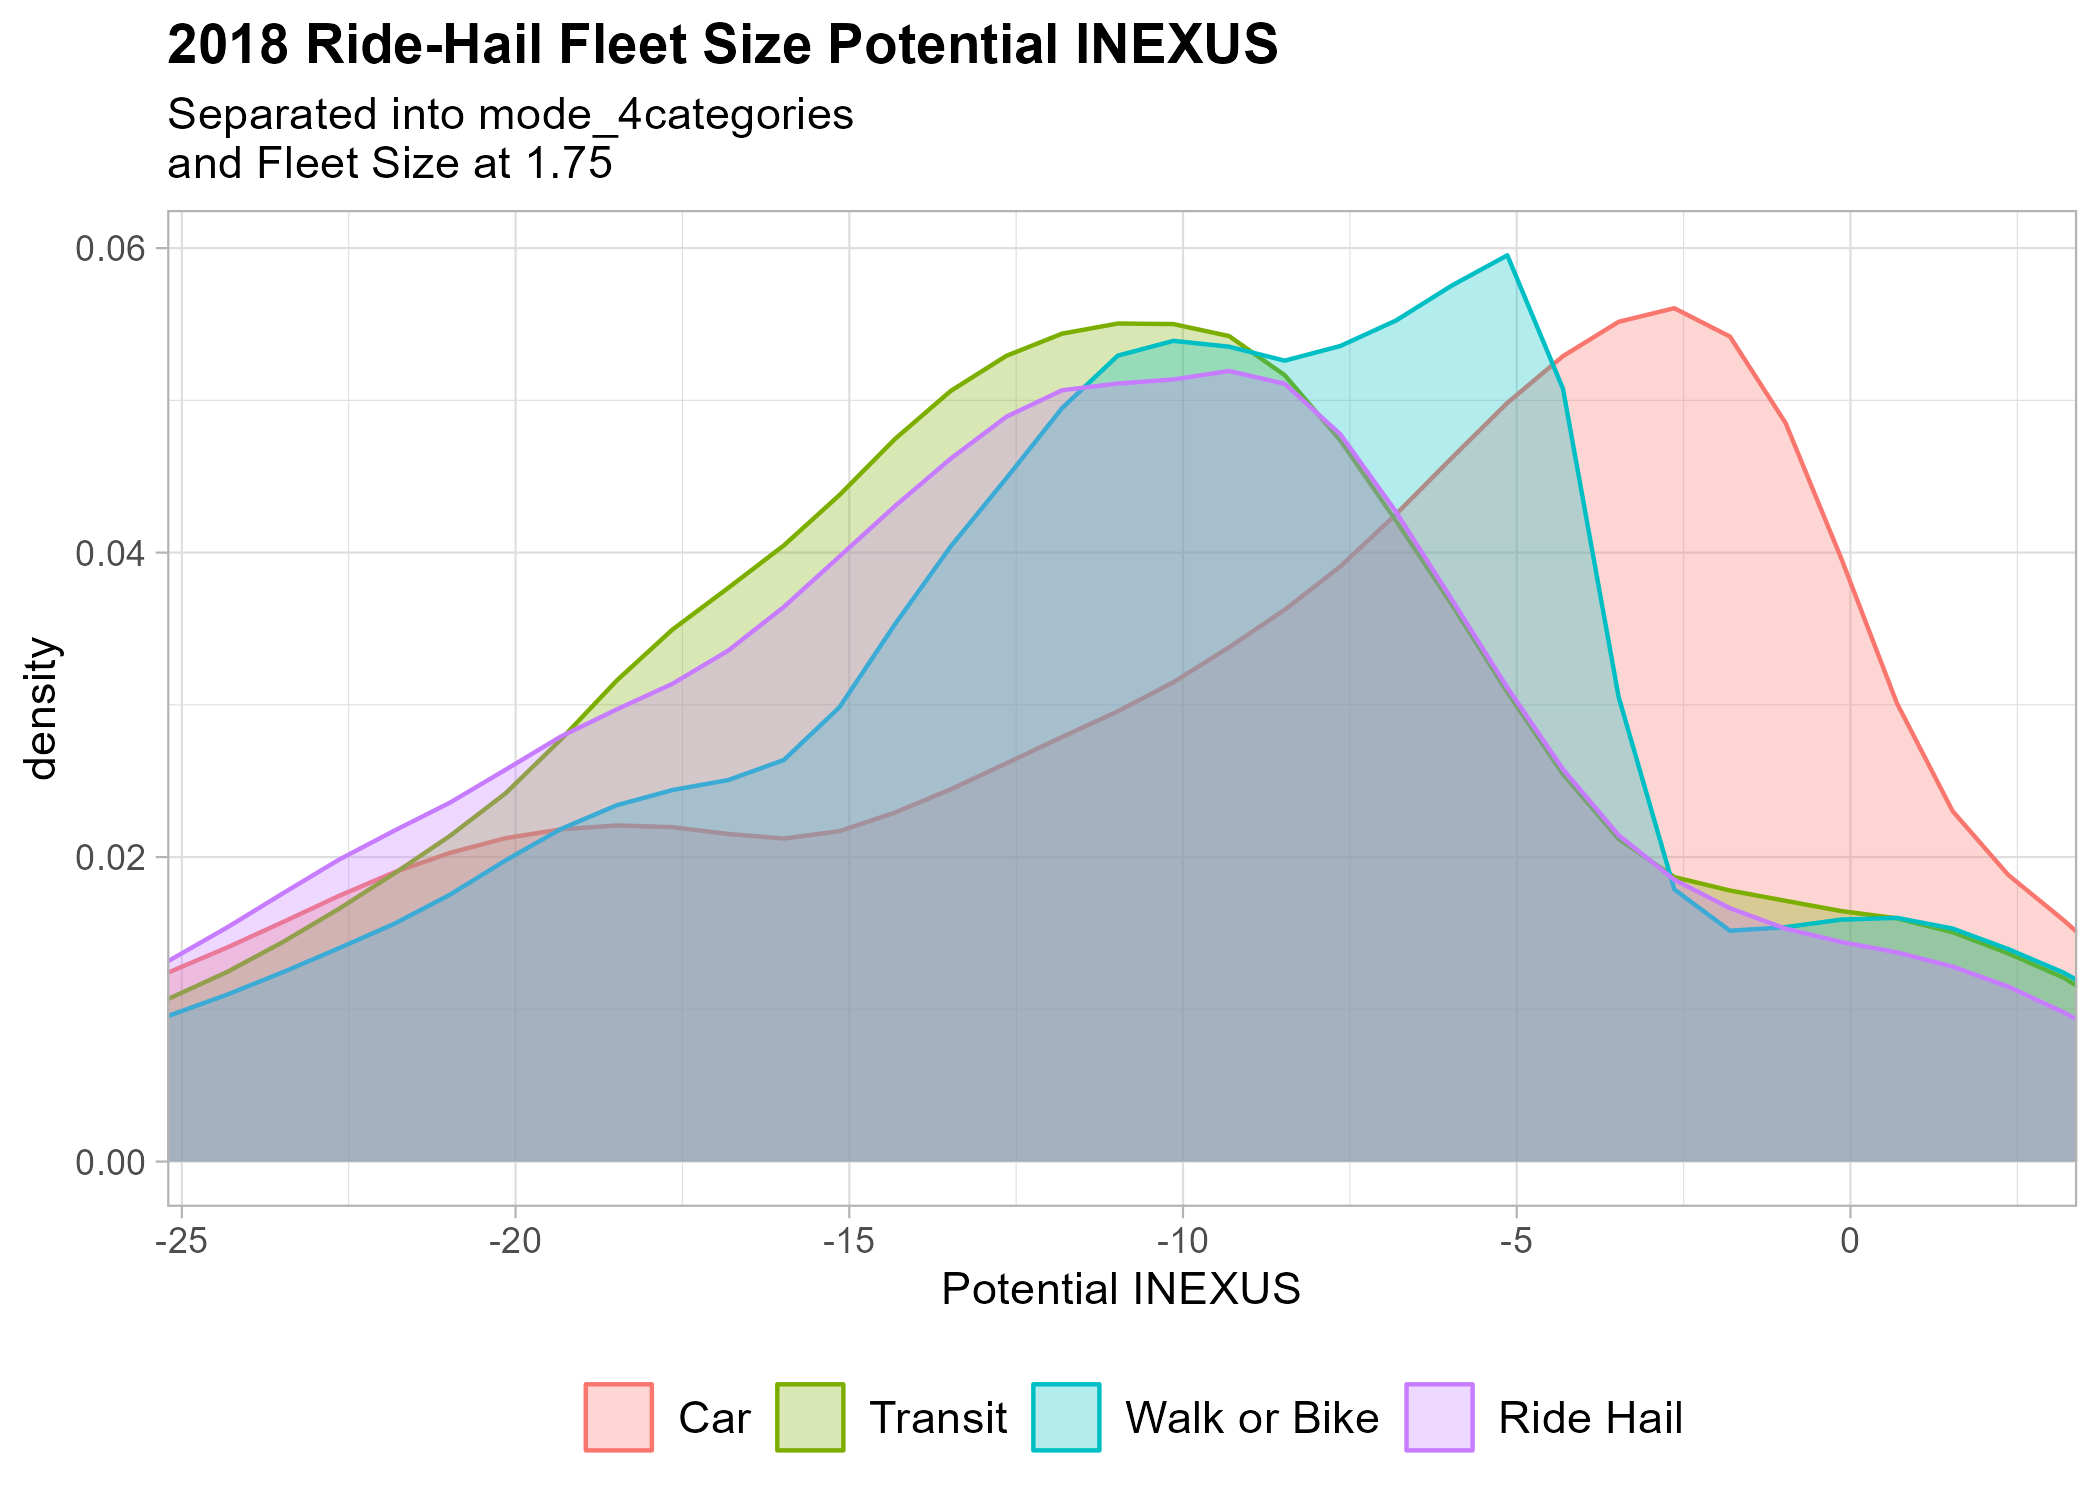 2018 Ride-Hail Fleet Size Potential INEXUS
Separated into mode_4categories
and Fleet Size at 1.75
0.06
0.04
0.02
0.00
density
-25 -20 -15 -10 -5 0
Potential INEXUS
Car Transit Walk or Bike Ride Hail